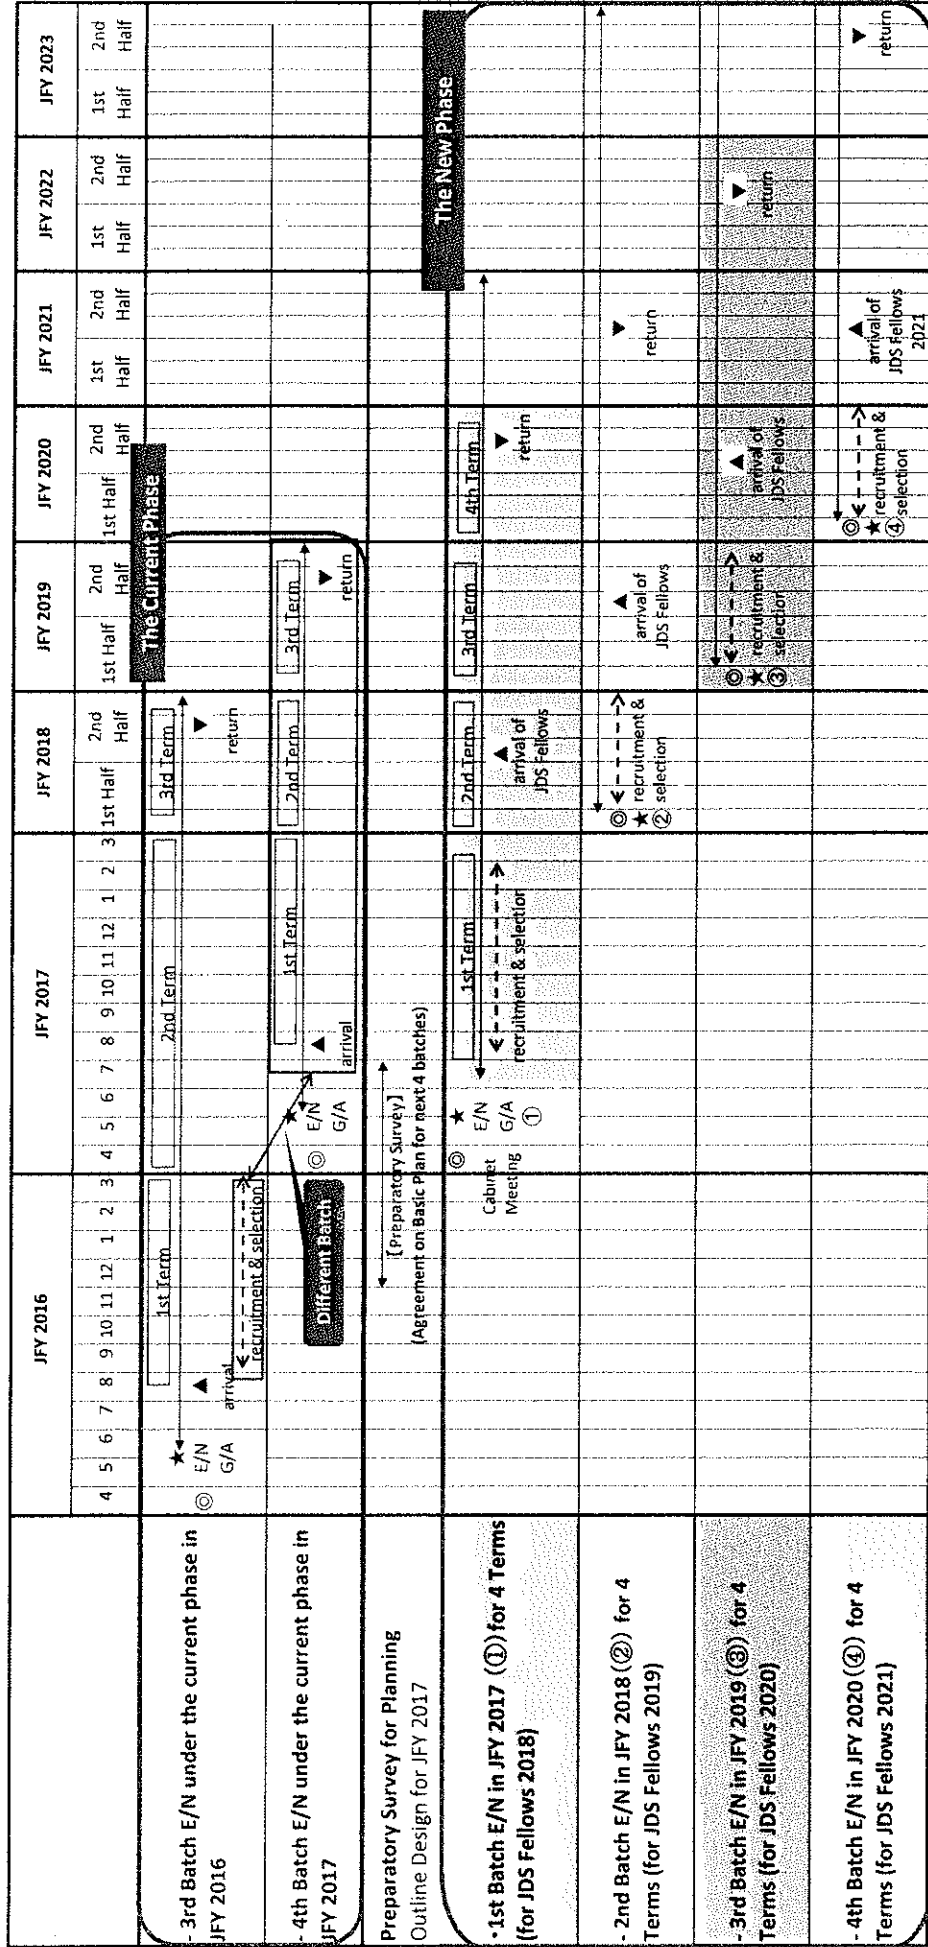 JFY 2016
JFY 2017
JFY 2018
JFY 2019
JFY 2020
JFY 2021
JFY 2022
JFY 2023
4 5 6 7 8 9 10 11 12 1 2 3
4 5 6 7 8 9 10 11 12 1 2 3
1st Half
2nd
Half
1st Half
2nd
Half
1st Half
2nd
Half
1st
Half
2nd
Half
1st
Half
2nd
Half
1st
Half
2nd
Half
The Current Phase
- 3rd Batch E/N under the current phase in
JFY 2016
1st Term
2nd Term
3rd Term
◎ ★
E/N
G/A
▲
arrival
recruitment & selection
▼
return
- 4th Batch E/N under the current phase in
JFY 2017
Different Batch
1st Term
2nd Term
3rd Term
◎ ★
E/N
G/A
▲
arrival
▼
return
Preparatory Survey for Planning
Outline Design for JFY 2017
【Preparatory Survey】
(Agreement on Basic Plan for next 4 batches)
The New Phase
・1st Batch E/N in JFY 2017 (①) for 4 Terms
(for JDS Fellows 2018)
◎ ★
Cabinet
Meeting
E/N
G/A
①
1st Term
2nd Term
3rd Term
4th Term
recruitment & selection
▲
arrival of
JDS Fellows
▼
return
- 2nd Batch E/N in JFY 2018 (②) for 4
Terms (for JDS Fellows 2019)
◎
★ recruitment &
② selection
▲
arrival of
JDS Fellows
▼
return
- 3rd Batch E/N in JFY 2019 (③) for 4
Terms (for JDS Fellows 2020)
◎
★ recruitment &
③ selection
▲
arrival of
JDS Fellows
▼
return
- 4th Batch E/N in JFY 2020 (④) for 4
Terms (for JDS Fellows 2021)
◎
★ recruitment &
④ selection
▲
arrival of
JDS Fellows
2021
▼
return